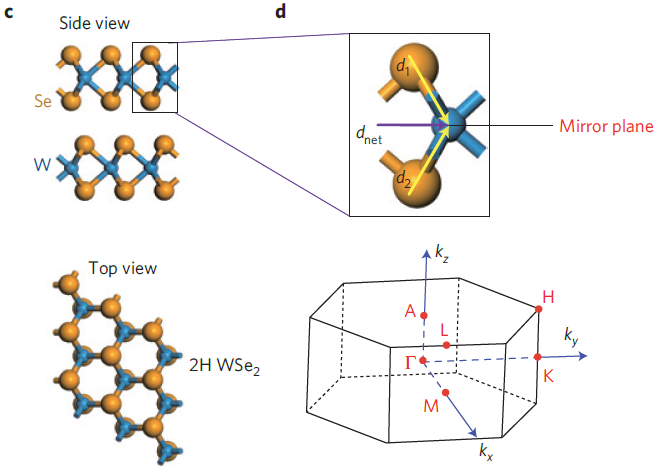 c
Side view
Se
W
Top view
2H WSe2
d
d1
dnet
d2
Mirror plane
kz
A
H
L
ky
Γ
K
M
kx